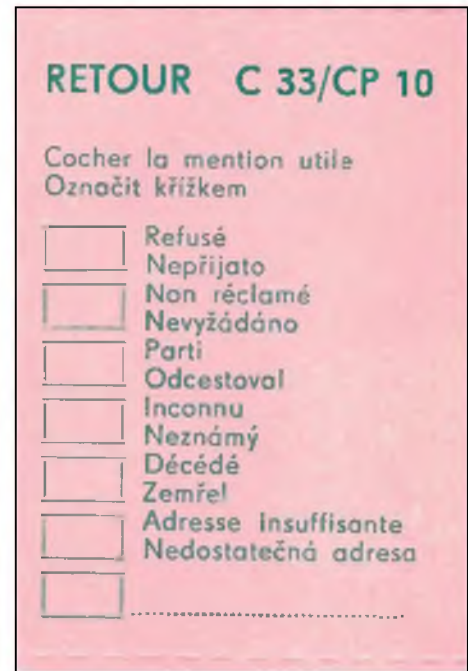 RETOUR C 33/CP 10
Cocher la mention utile
Označit křížkem
Refusé
Nepřijato
Non réclamé
Nevyžádáno
Parti
Odcestoval
Inconnu
Neznámý
Décédé
Zemřel
Adresse insuffisante
Nedostatečná adresa